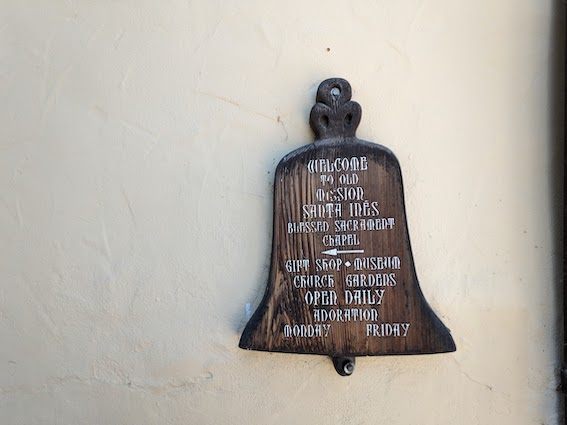 WELCOME
TO OLD
MISSION
SANTA INÉS
BLESSED SACRAMENT
CHAPEL
GIFT SHOP • MUSEUM
CHURCH GARDENS
OPEN DAILY
ADORATION
MONDAY FRIDAY